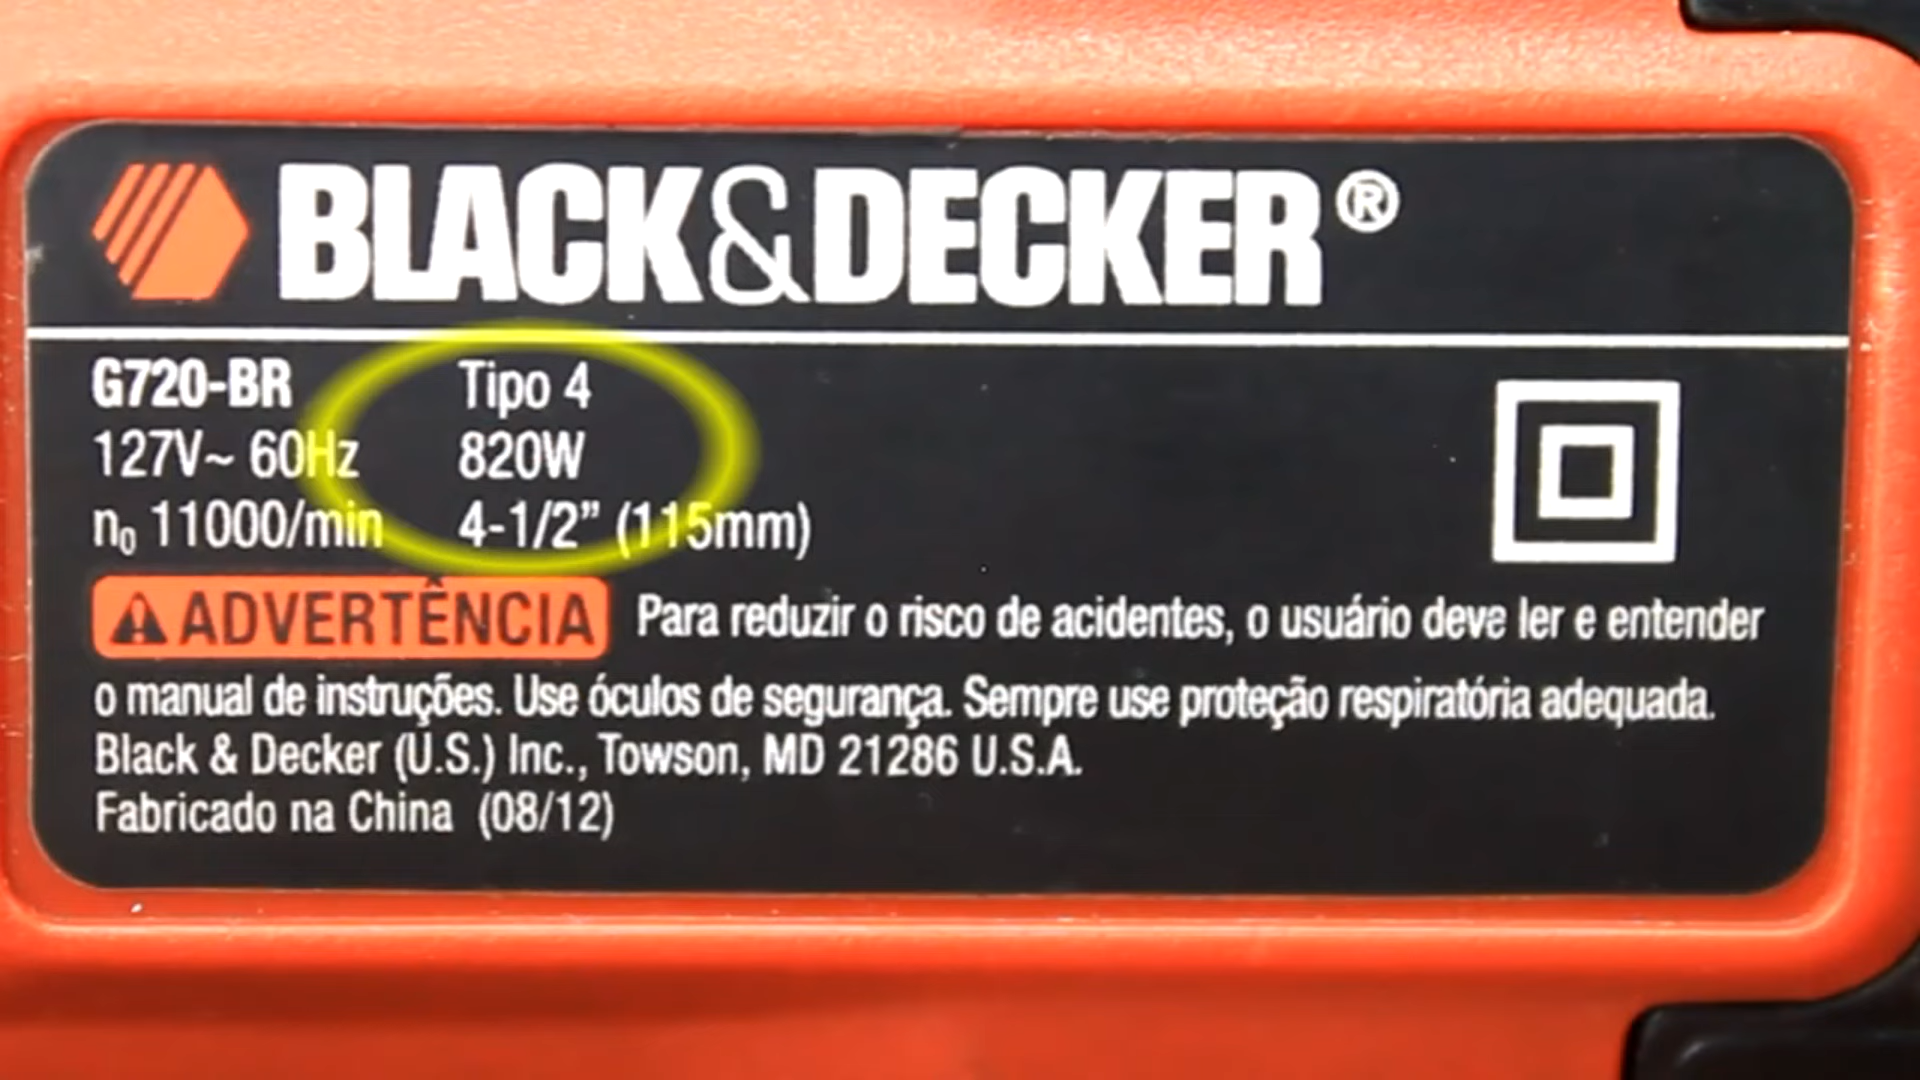 BLACK&DECKER®
G720-BR Tipo 4
127V~ 60Hz 820W
n₀ 11000/min 4-1/2” (115mm)
ADVERTÊNCIA Para reduzir o risco de acidentes, o usuário deve ler e entender
o manual de instruções. Use óculos de segurança. Sempre use proteção respiratória adequada.
Black & Decker (U.S.) Inc., Towson, MD 21286 U.S.A.
Fabricado na China (08/12)